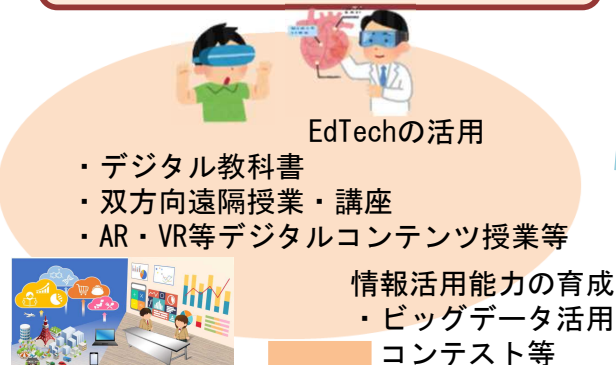 EdTechの活用
・デジタル教科書
・双方向遠隔授業・講座
・AR・VR等デジタルコンテンツ授業等
情報活用能力の育成
・ビッグデータ活用
コンテスト等